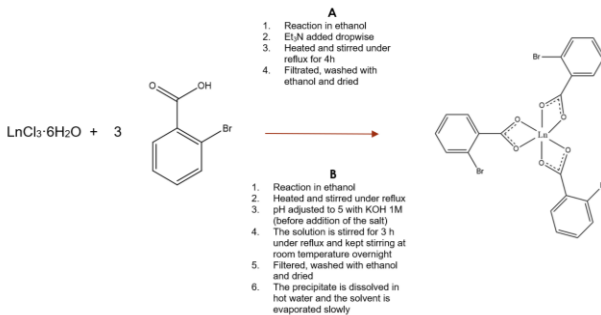 A
1. Reaction in ethanol
2. Et₃N added dropwise
3. Heated and stirred under
reflux for 4h
4. Filtrated, washed with
ethanol and dried
LnCl₃·6H₂O + 3
O
OH
Br
B
1. Reaction in ethanol
2. Heated and stirred under reflux
3. pH adjusted to 5 with KOH 1M
(before addition of the salt)
4. The solution is stirred for 3 h
under reflux and kept stirring at
room temperature overnight
5. Filtered, washed with ethanol
and dried
6. The precipitate is dissolved in
hot water and the solvent is
evaporated slowly
Br
O
O
O
Ln
O
O
O
Br